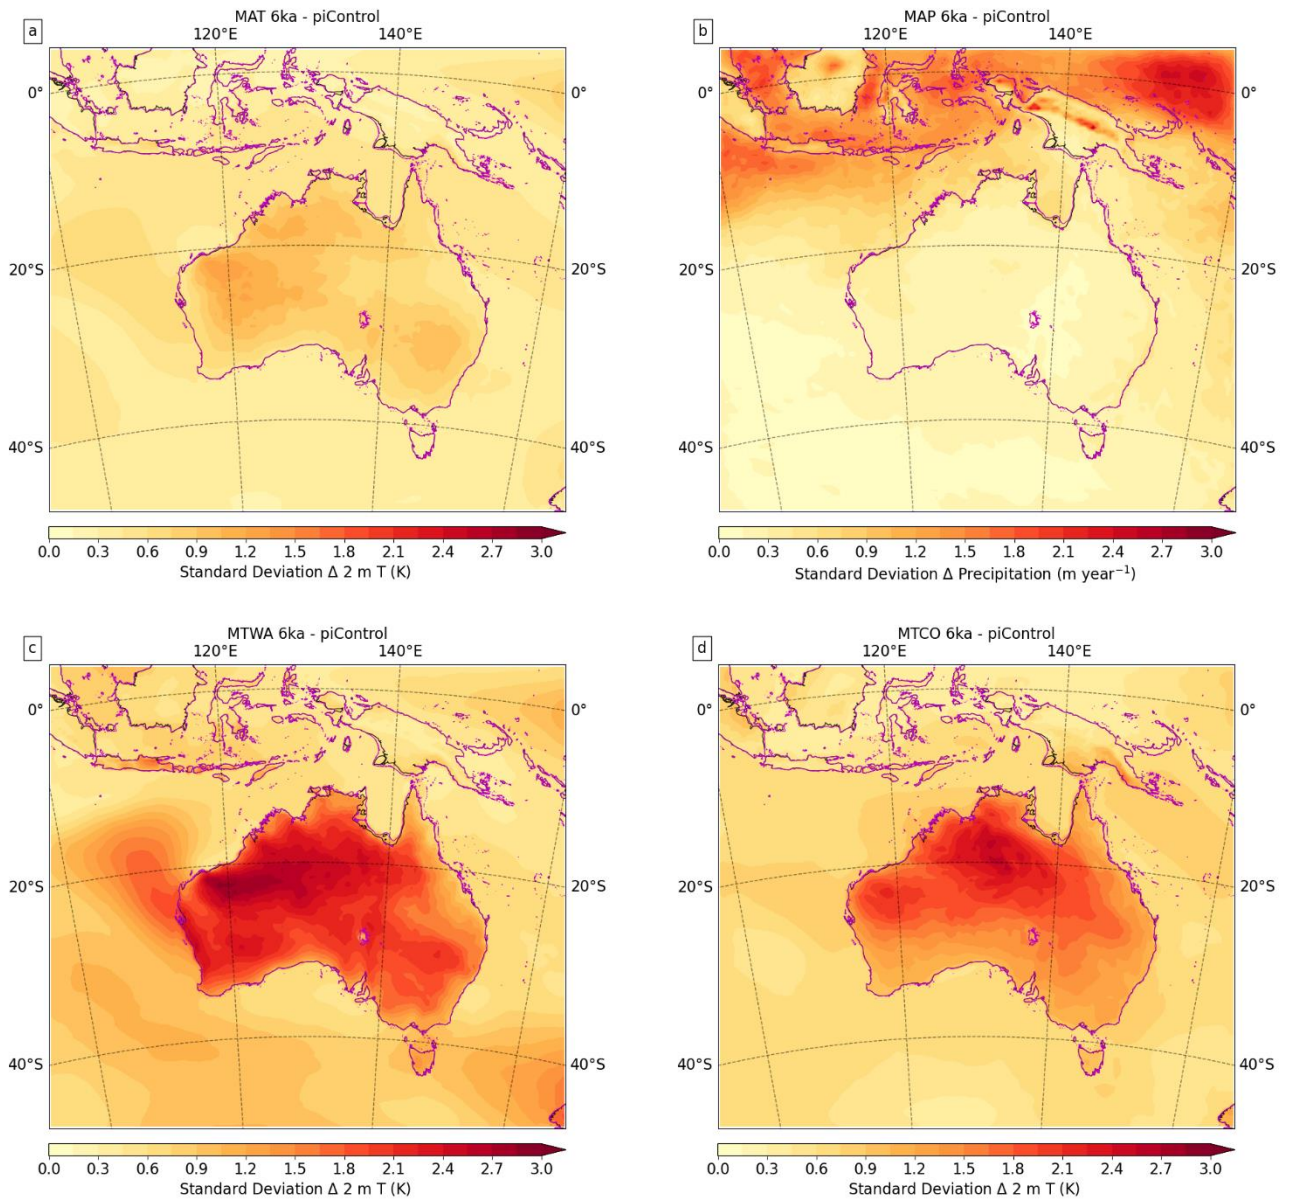 a MAT 6ka - piControl
120°E 140°E
0° 0°
20°S 20°S
40°S 40°S
0.0 0.3 0.6 0.9 1.2 1.5 1.8 2.1 2.4 2.7 3.0
Standard Deviation Δ 2 m T (K)
b MAP 6ka - piControl
120°E 140°E
0° 0°
20°S 20°S
40°S 40°S
0.0 0.3 0.6 0.9 1.2 1.5 1.8 2.1 2.4 2.7 3.0
Standard Deviation Δ Precipitation (m year⁻¹)
c MTWA 6ka - piControl
120°E 140°E
0° 0°
20°S 20°S
40°S 40°S
0.0 0.3 0.6 0.9 1.2 1.5 1.8 2.1 2.4 2.7 3.0
Standard Deviation Δ 2 m T (K)
d MTCO 6ka - piControl
120°E 140°E
0° 0°
20°S 20°S
40°S 40°S
0.0 0.3 0.6 0.9 1.2 1.5 1.8 2.1 2.4 2.7 3.0
Standard Deviation Δ 2 m T (K)